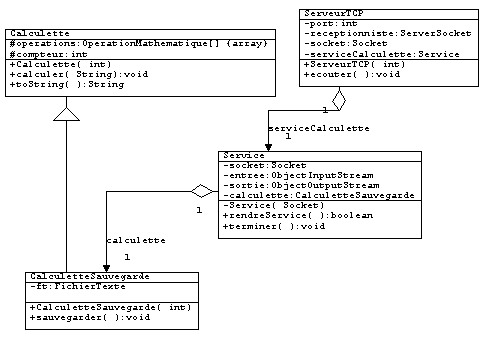 Calculette
#operations:OperationMathematique[] {array}
#compteur:int
+Calculette( int)
+calculer( String):void
+toString( ):String
ServeurTCP
-port:int
-receptionniste:ServerSocket
-socket:Socket
-serviceCalculette:Service
+ServeurTCP( int)
+ecouter( ):void
1
serviceCalculette
1
Service
-socket:Socket
-entree:ObjectInputStream
-sortie:ObjectOutputStream
-calculette:CalculetteSauvegarde
-Service( Socket)
+rendreService( ):boolean
+terminer( ):void
1
calculette
1
CalculetteSauvegarde
-ft:FichierTexte
+CalculetteSauvegarde( int)
+sauvegarder( ):void